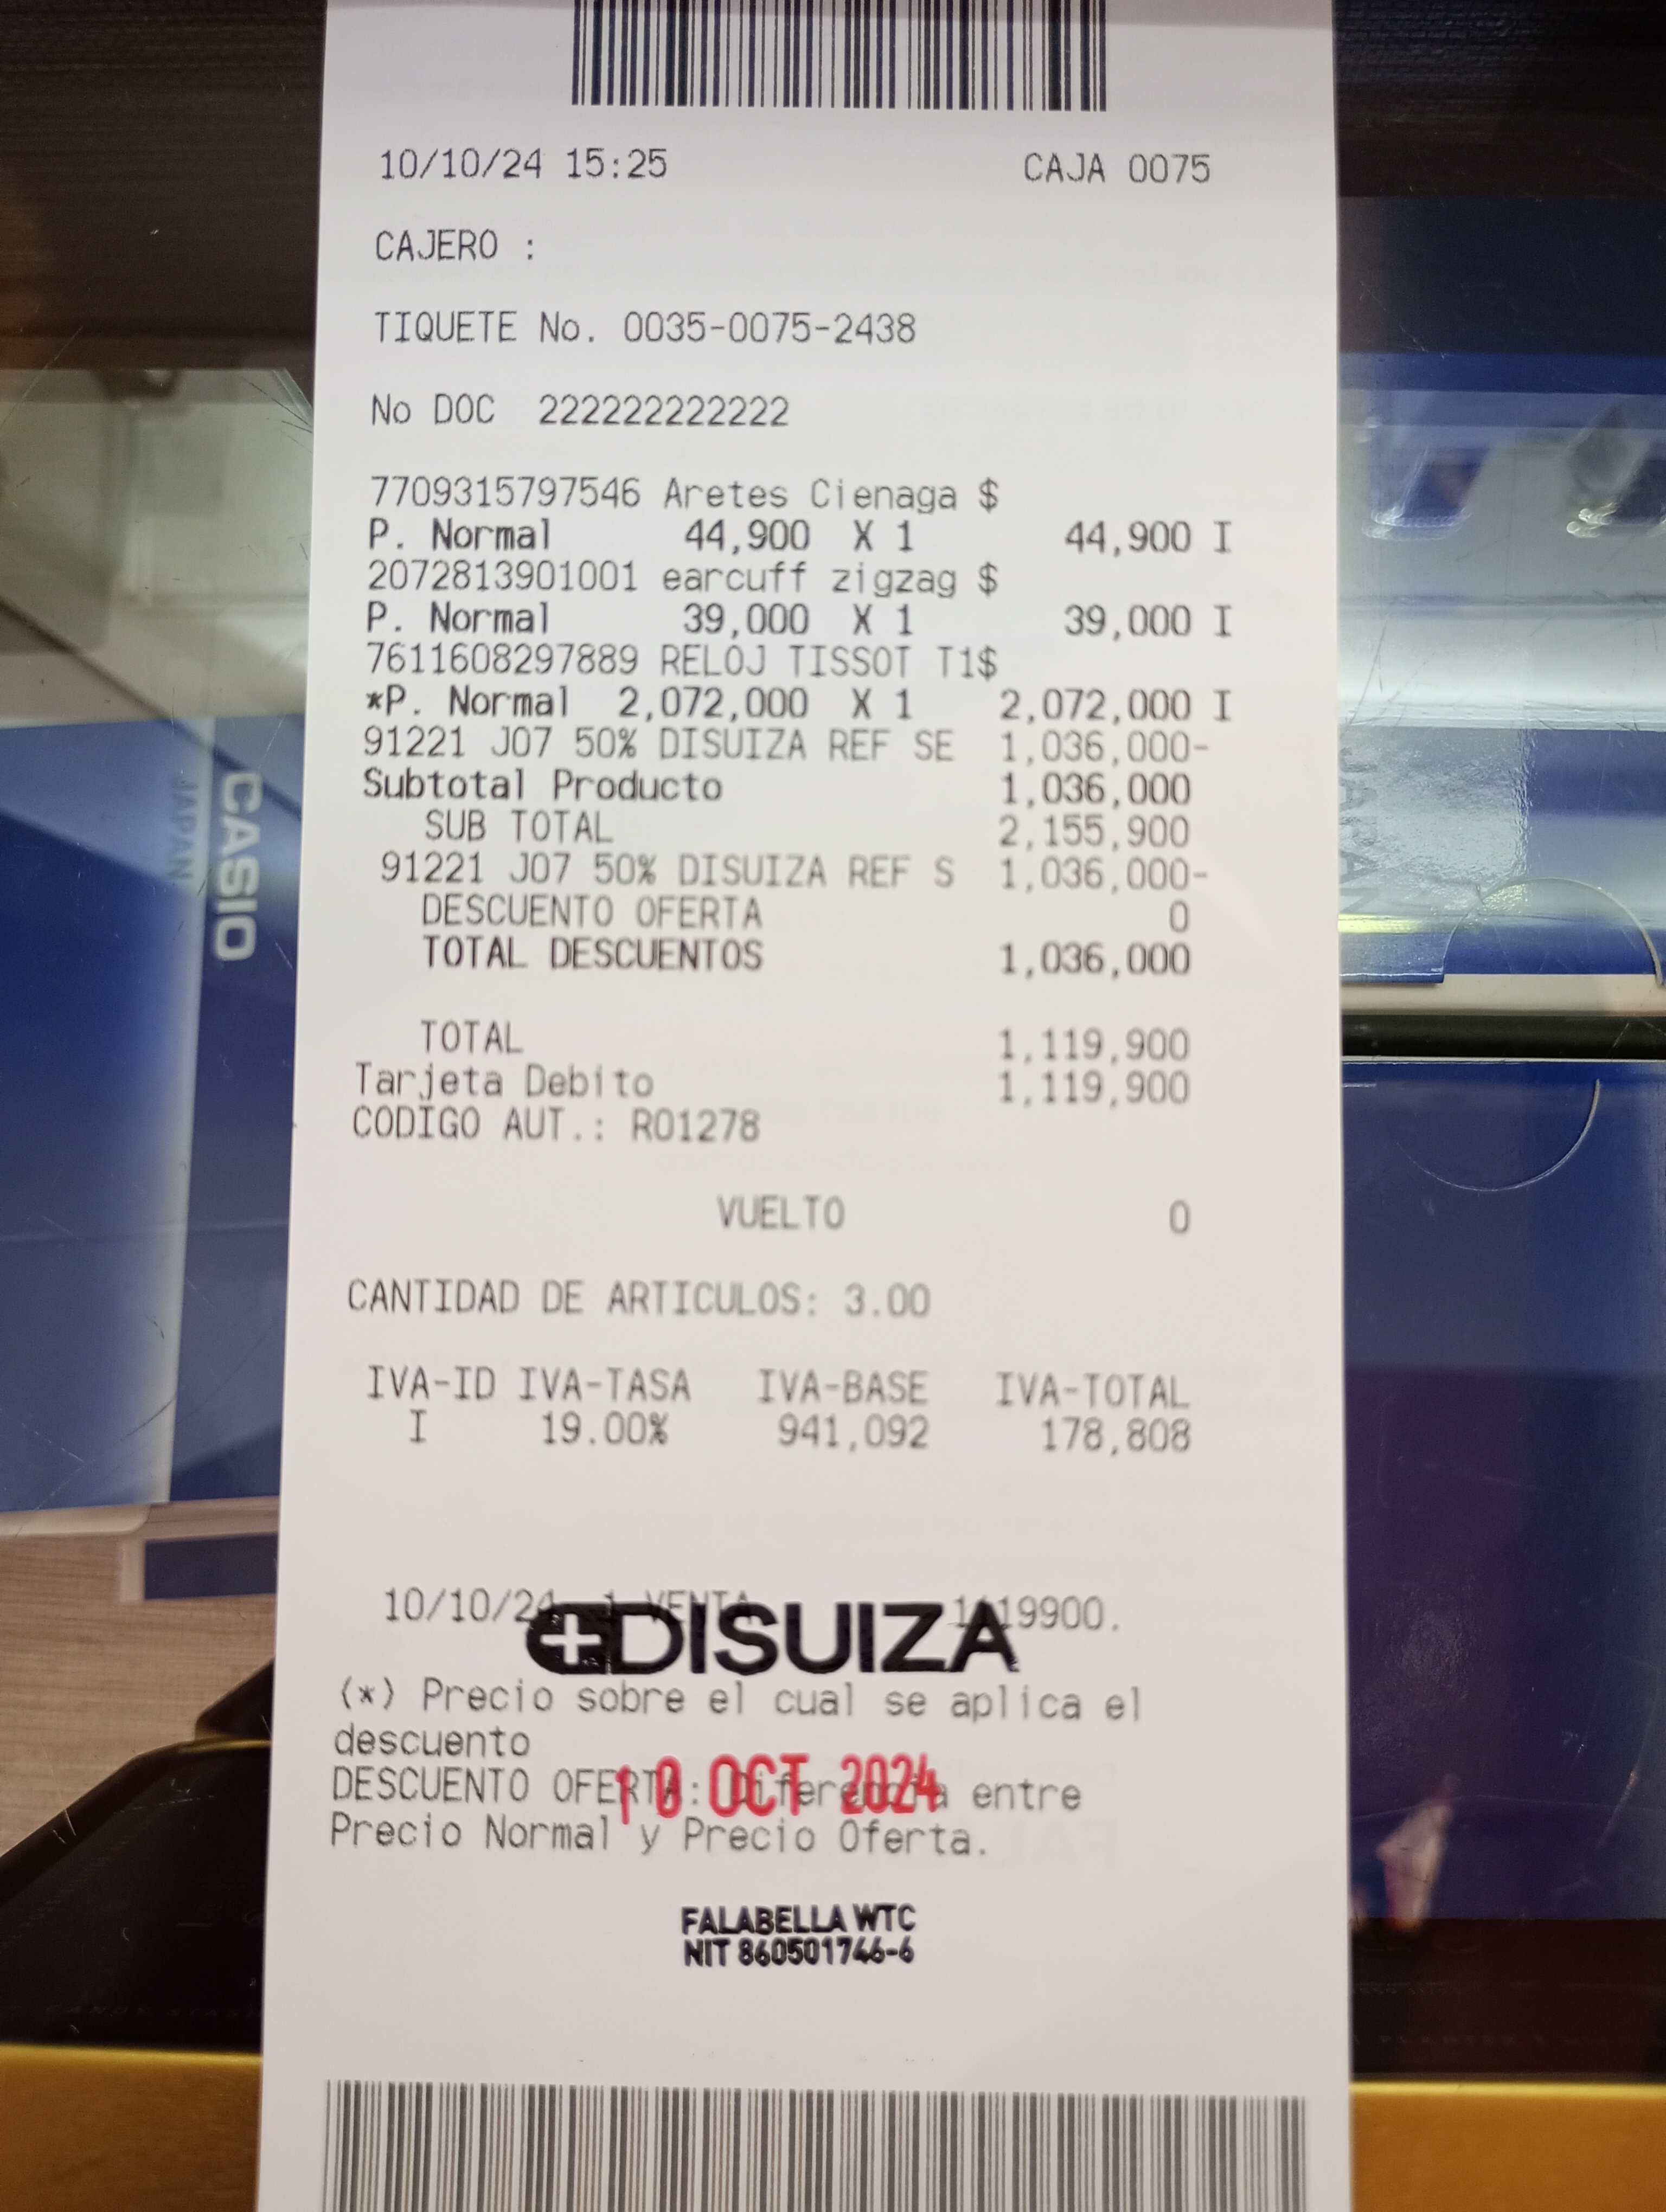 10/10/24 15:25 CAJA 0075
CAJERO :
TIQUETE No. 0035-0075-2438
No DOC 222222222222
7709315797546 Aretes Cienaga $
P. Normal 44,900 X 1 44,900 I
2072813901001 earcuff zigzag $
P. Normal 39,000 X 1 39,000 I
7611608297889 RELOJ TISSOT T1$
*P. Normal 2,072,000 X 1 2,072,000 I
91221 J07 50% DISUIZA REF SE 1,036,000-
Subtotal Producto 1,036,000
SUB TOTAL 2,155,900
91221 J07 50% DISUIZA REF S 1,036,000-
DESCUENTO OFERTA 0
TOTAL DESCUENTOS 1,036,000
TOTAL 1,119,900
Tarjeta Debito 1,119,900
CODIGO AUT.: R01278
VUELTO 0
CANTIDAD DE ARTICULOS: 3.00
IVA-ID IVA-TASA IVA-BASE IVA-TOTAL
I 19.00% 941,092 178,808
10/10/24 1 VENTA 1119900.
DISUIZA
(*) Precio sobre el cual se aplica el
descuento
DESCUENTO OFERTA: Diferencia entre
10 OCT 2024
Precio Normal y Precio Oferta.
FALABELLA WTC
NIT 860501746-6
CASIO
JAPAN
JAPAN